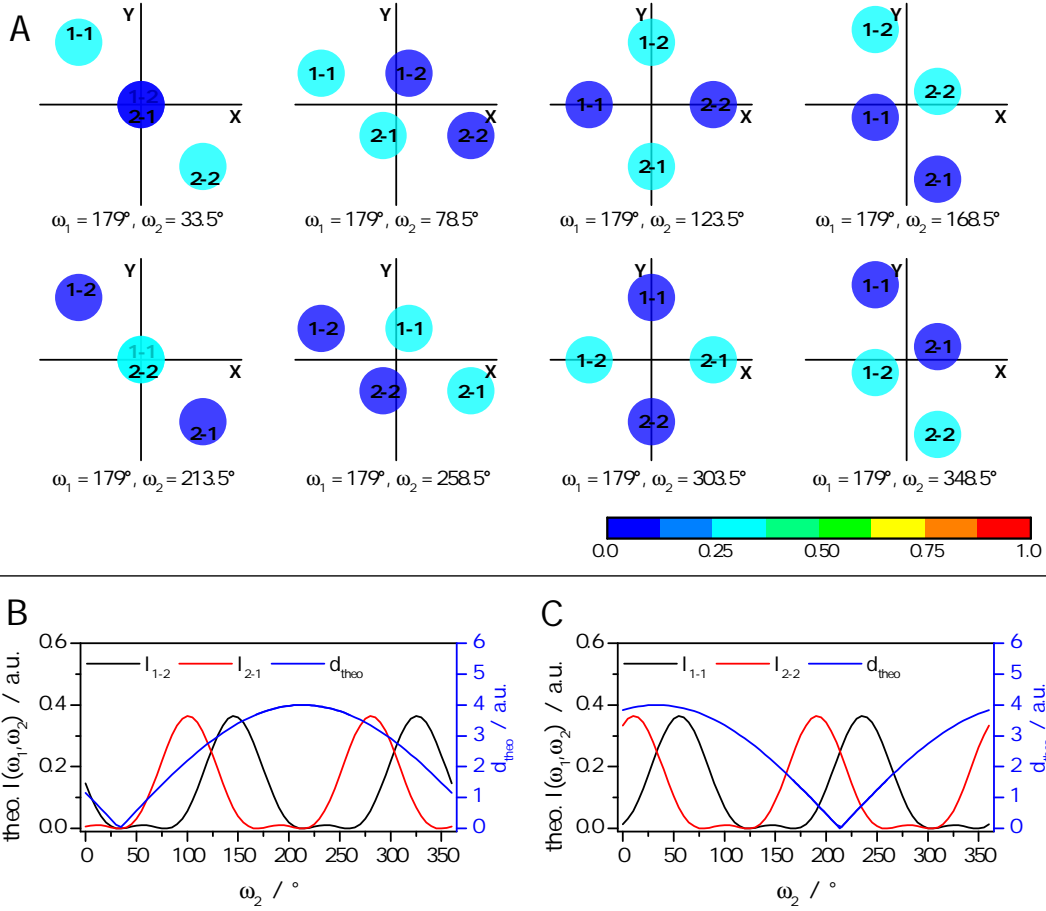 A
Y
1-1
1-2
2-1
X
2-2
ω1 = 179°, ω2 = 33.5°
Y
1-1
1-2
2-1
X
2-2
ω1 = 179°, ω2 = 78.5°
Y
1-2
1-1
2-2
X
2-1
ω1 = 179°, ω2 = 123.5°
Y
1-2
2-2
1-1
X
2-1
ω1 = 179°, ω2 = 168.5°
Y
1-2
1-1
2-2
X
2-1
ω1 = 179°, ω2 = 213.5°
Y
1-2
1-1
2-2
X
2-1
ω1 = 179°, ω2 = 258.5°
Y
1-1
1-2
2-1
X
2-2
ω1 = 179°, ω2 = 303.5°
Y
1-1
2-1
1-2
X
2-2
ω1 = 179°, ω2 = 348.5°
0.0 0.25 0.50 0.75 1.0
B
theo. I (ω1,ω2) / a.u.
0.6
0.4
0.2
0.0
I1-2 I2-1 dtheo
6
5
4
3
2
1
0
dtheo / a.u.
0 50 100 150 200 250 300 350
ω2 / °
C
theo. I (ω1,ω2) / a.u.
0.6
0.4
0.2
0.0
I1-1 I2-2 dtheo
6
5
4
3
2
1
0
dtheo / a.u.
0 50 100 150 200 250 300 350
ω2 / °